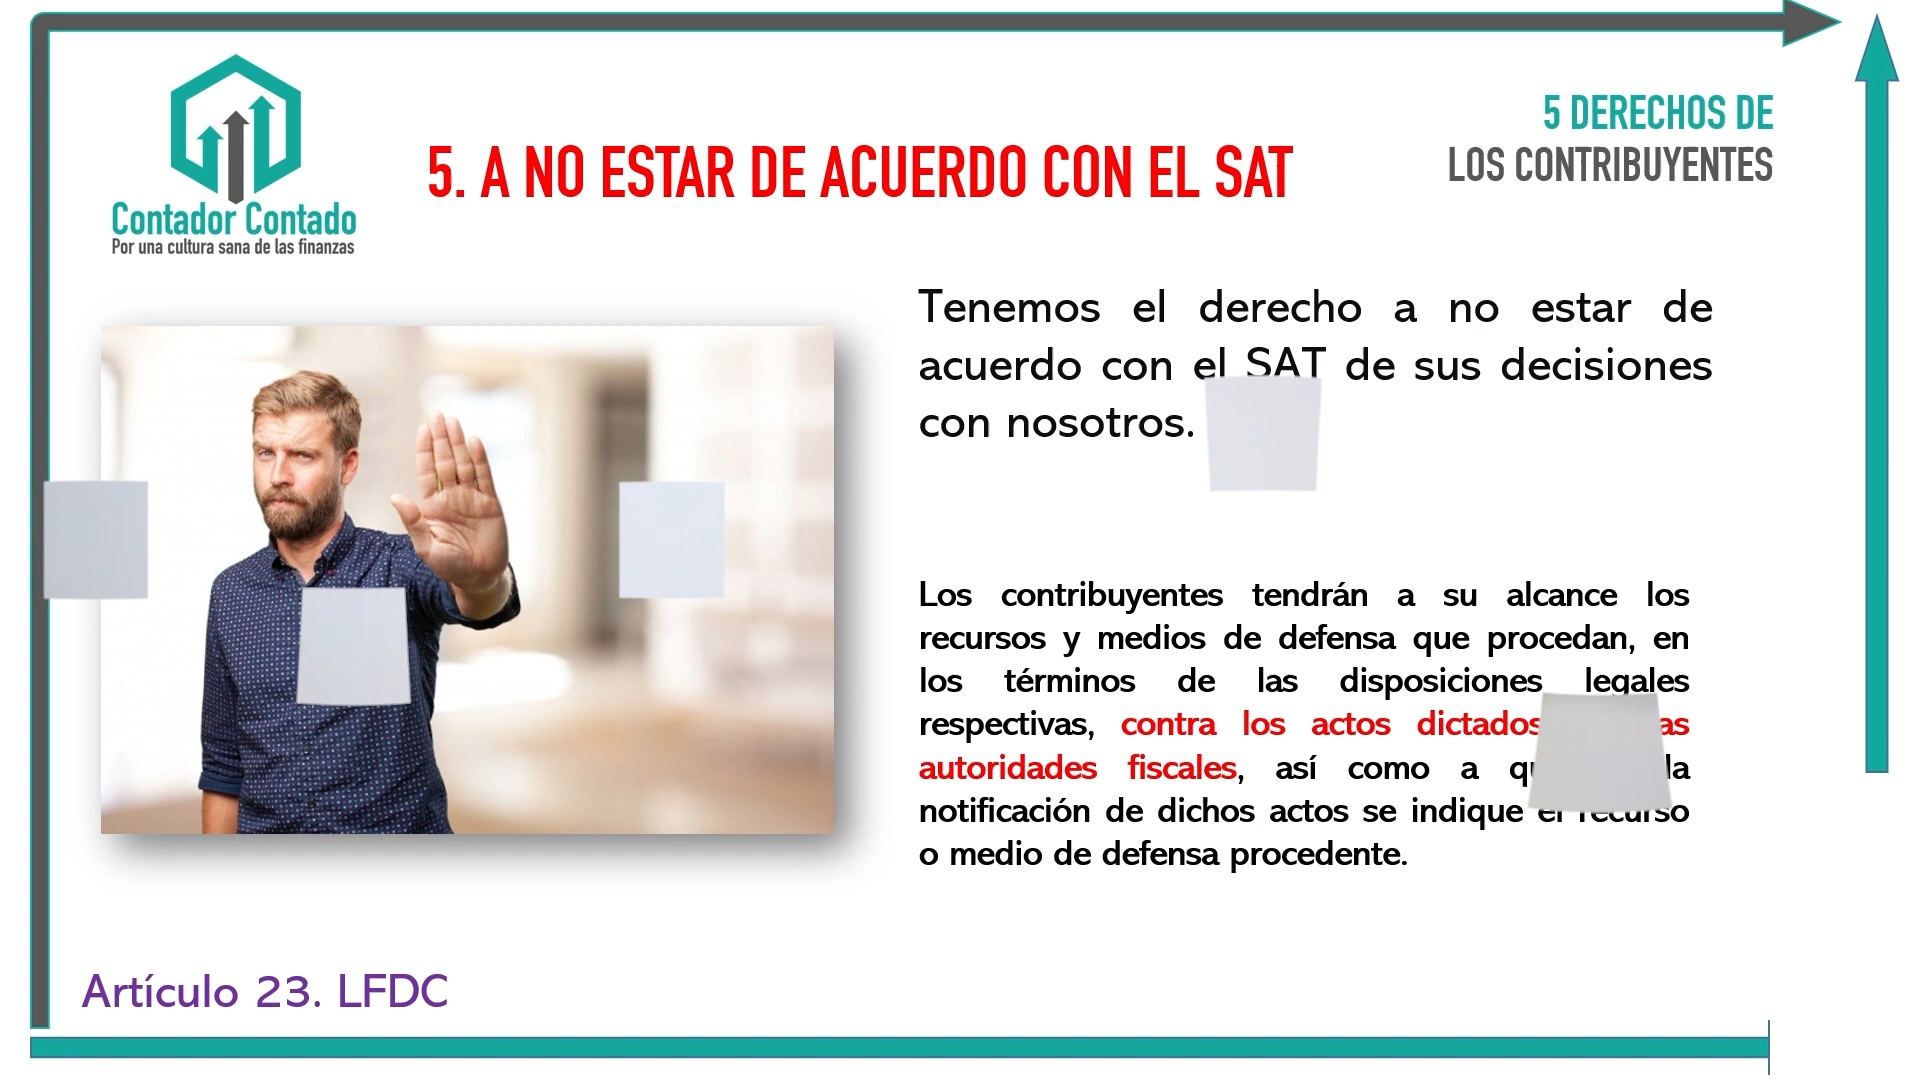 Contador Contado
Por una cultura sana de las finanzas
5. A NO ESTAR DE ACUERDO CON EL SAT
5 DERECHOS DE
LOS CONTRIBUYENTES
Tenemos el derecho a no estar de
acuerdo con el SAT de sus decisiones
con nosotros.
Los contribuyentes tendrán a su alcance los
recursos y medios de defensa que procedan, en
los términos de las disposiciones legales
respectivas, contra los actos dictados
autoridades fiscales, así como a la
notificación de dichos actos se indique el recurso
o medio de defensa procedente.
Artículo 23. LFDC